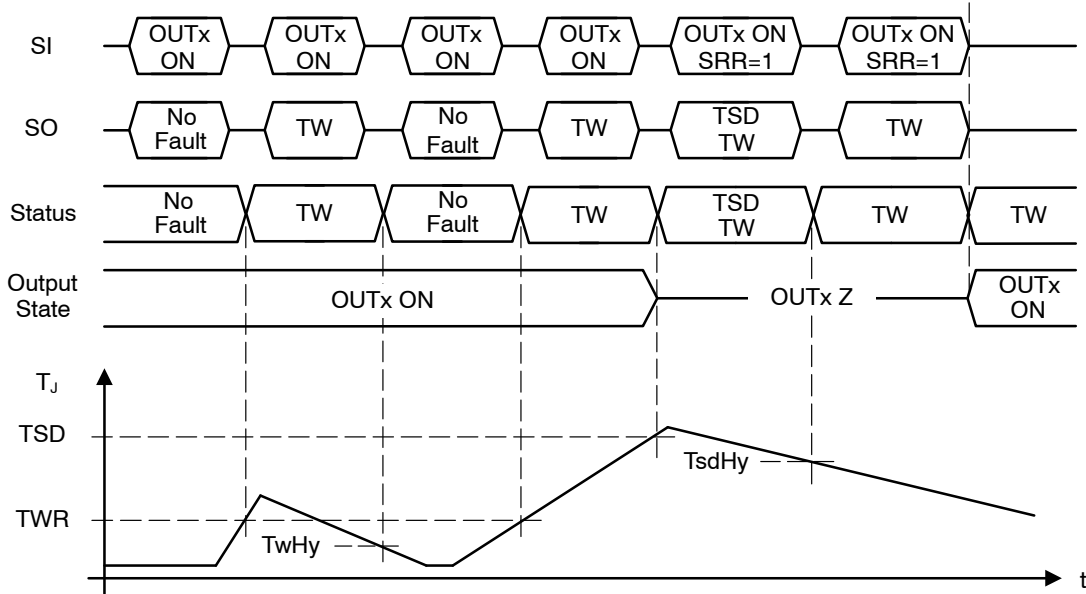 SI
OUTx
ON
OUTx
ON
OUTx
ON
OUTx
ON
OUTx ON
SRR=1
OUTx ON
SRR=1
SO
No
Fault
TW
No
Fault
TW
TSD
TW
TW
Status
No
Fault
TW
No
Fault
TW
TSD
TW
TW
TW
Output
State
OUTx ON
OUTx Z
OUTx
ON
TJ
TSD
TsdHy
TWR
TwHy
t